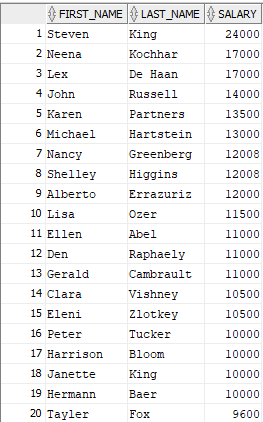 FIRST_NAME LAST_NAME SALARY
1 Steven King 24000
2 Neena Kochhar 17000
3 Lex De Haan 17000
4 John Russell 14000
5 Karen Partners 13500
6 Michael Hartstein 13000
7 Nancy Greenberg 12008
8 Shelley Higgins 12008
9 Alberto Errazuriz 12000
10 Lisa Ozer 11500
11 Ellen Abel 11000
12 Den Raphaely 11000
13 Gerald Cambrault 11000
14 Clara Vishney 10500
15 Eleni Zlotkey 10500
16 Peter Tucker 10000
17 Harrison Bloom 10000
18 Janette King 10000
19 Hermann Baer 10000
20 Tayler Fox 9600